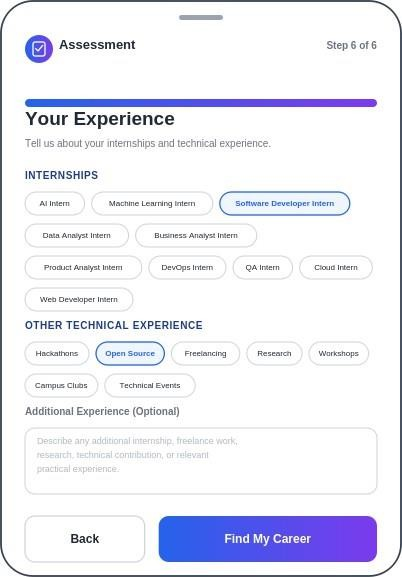 Assessment
Step 6 of 6
Your Experience
Tell us about your internships and technical experience.
INTERNSHIPS
AI Intern
Machine Learning Intern
Software Developer Intern
Data Analyst Intern
Business Analyst Intern
Product Analyst Intern
DevOps Intern
QA Intern
Cloud Intern
Web Developer Intern
OTHER TECHNICAL EXPERIENCE
Hackathons
Open Source
Freelancing
Research
Workshops
Campus Clubs
Technical Events
Additional Experience (Optional)
Describe any additional internship, freelance work,
research, technical contribution, or relevant
practical experience.
Back
Find My Career